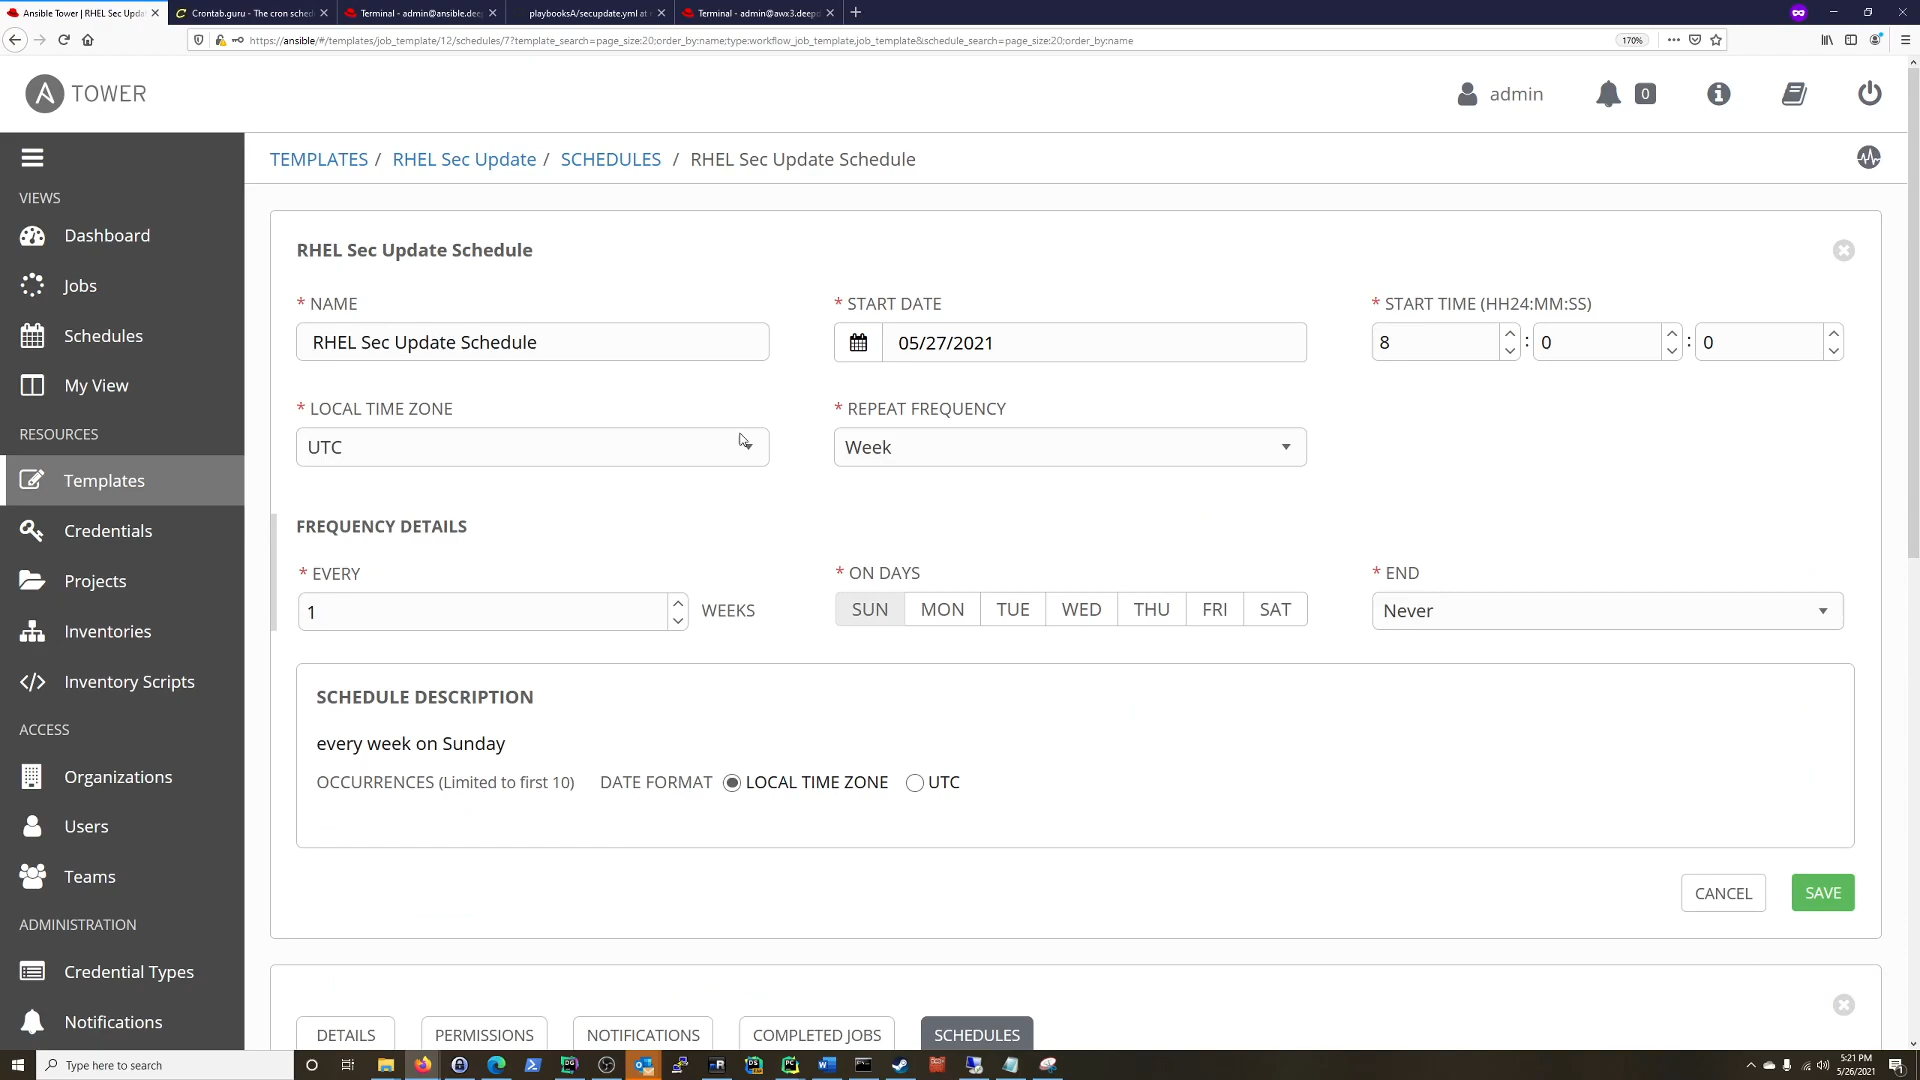 Ansible Tower | RHEL Sec Upda
Crontab.guru - The cron sched
Terminal - admin@ansible.dee
playbooksA/secupdate.yml at
Terminal - admin@awx3.deep
https://ansible/#/templates/job_template/12/schedules/7?template_search=page_size:20;order_by:name;type:workflow_job_template,job_template&schedule_search=page_size:20;order_by:name
170%
A TOWER
admin
0
VIEWS
Dashboard
Jobs
Schedules
My View
RESOURCES
Templates
Credentials
Projects
Inventories
Inventory Scripts
ACCESS
Organizations
Users
Teams
ADMINISTRATION
Credential Types
Notifications
TEMPLATES / RHEL Sec Update / SCHEDULES / RHEL Sec Update Schedule
RHEL Sec Update Schedule
* NAME
RHEL Sec Update Schedule
* START DATE
05/27/2021
* START TIME (HH24:MM:SS)
8 : 0 : 0
* LOCAL TIME ZONE
UTC
* REPEAT FREQUENCY
Week
FREQUENCY DETAILS
* EVERY
1 WEEKS
* ON DAYS
SUN MON TUE WED THU FRI SAT
* END
Never
SCHEDULE DESCRIPTION
every week on Sunday
OCCURRENCES (Limited to first 10) DATE FORMAT LOCAL TIME ZONE UTC
CANCEL
SAVE
DETAILS
PERMISSIONS
NOTIFICATIONS
COMPLETED JOBS
SCHEDULES
Type here to search
5:21 PM
5/26/2021